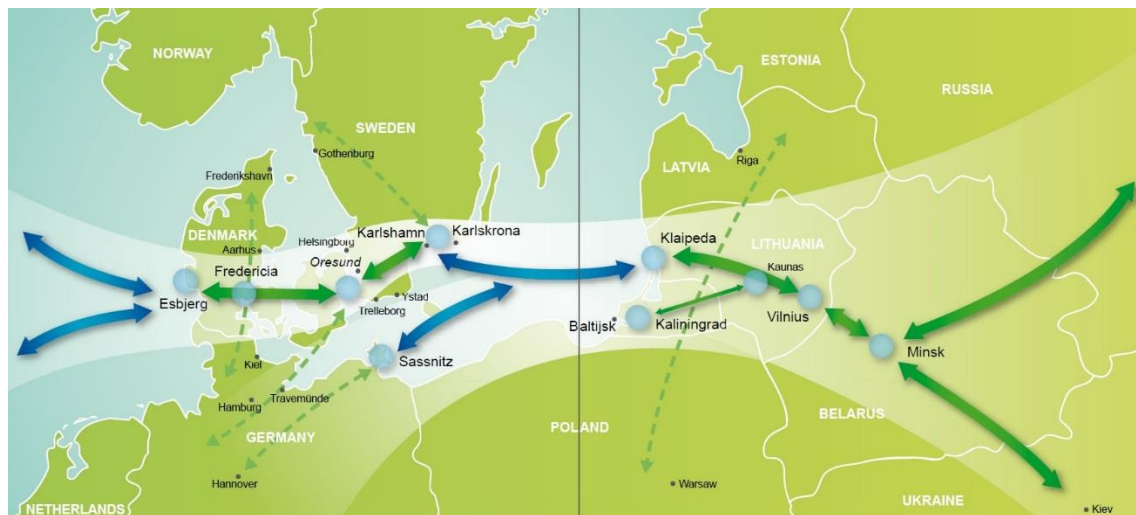 NORWAY
ESTONIA
RUSSIA
SWEDEN
Gothenburg
Riga
LATVIA
Frederikshavn
DENMARK
Karlshamn
Karlskrona
Helsingborg
Aarhus
Oresund
Klaipeda
LITHUANIA
Kaunas
Fredericia
Esbjerg
Ystad
Trelleborg
Baltijsk
Kaliningrad
Vilnius
Minsk
Kiel
Sassnitz
Travemünde
Hamburg
BELARUS
GERMANY
POLAND
Hannover
Warsaw
UKRAINE
NETHERLANDS
Kiev